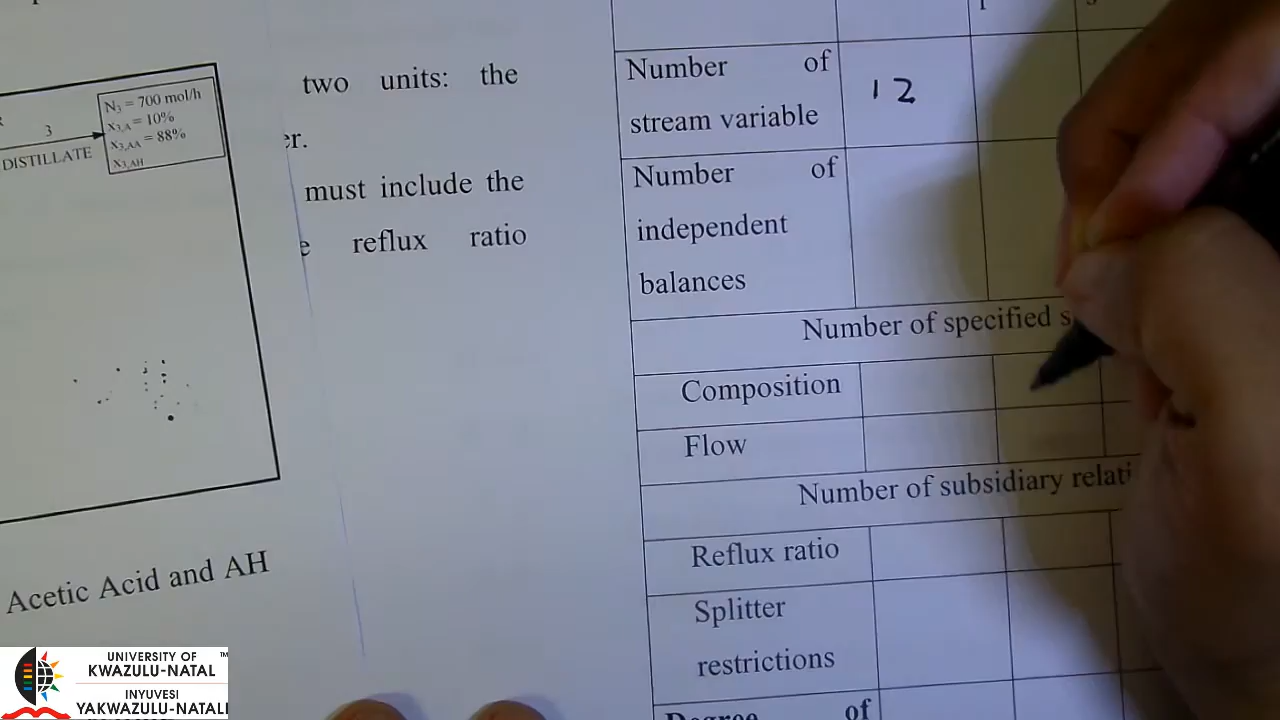 N3 = 700 mol/h
3
x3,A = 10%
DISTILLATE
x3,AA = 88%
x3,AH
two units: the
er.
must include the
e reflux ratio
Acetic Acid and AH
Number of
stream variable
12
Number of
independent
balances
Number of specified s
Composition
Flow
Number of subsidiary relati
Reflux ratio
Splitter
restrictions
Degree of
UNIVERSITY OF ™
KWAZULU-NATAL
INYUVESI
YAKWAZULU-NATALI